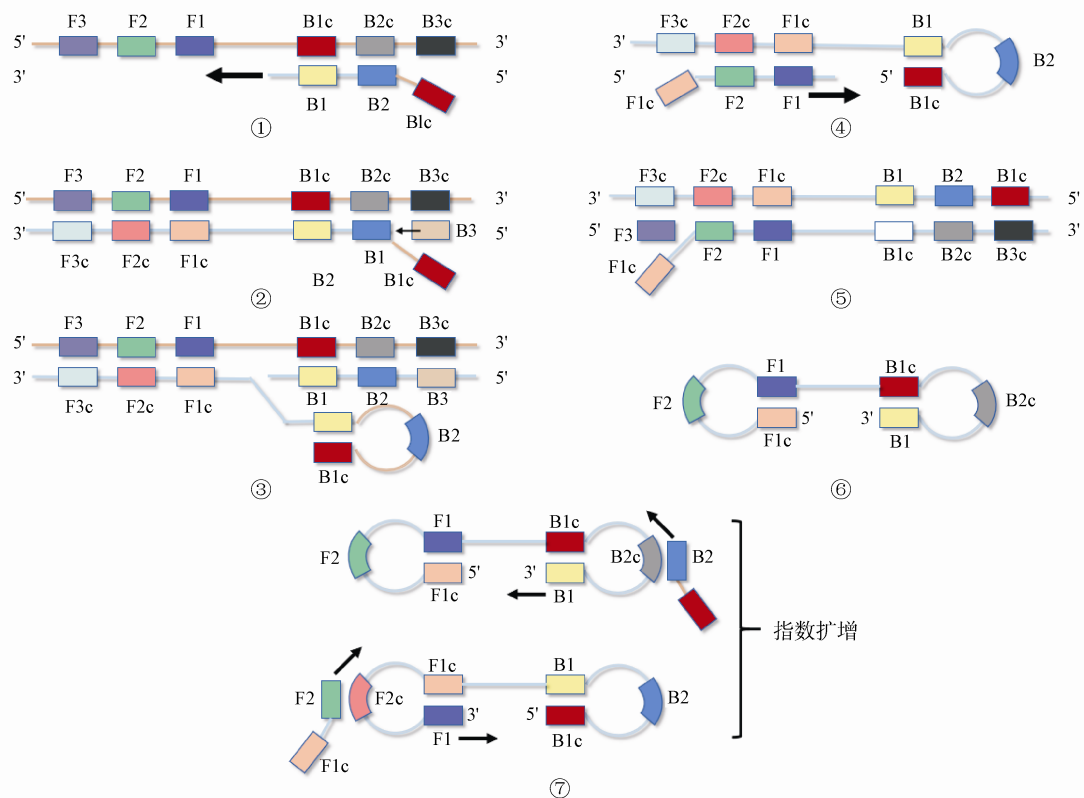 F3 F2 F1 B1c B2c B3c
5' 3'
3' 5'
B1 B2 Blc
①
F3c F2c F1c B1
3' B2
5' 5'
F1c F2 F1 B1c
④
F3 F2 F1 B1c B2c B3c
5' 3'
3' B3 5'
F3c F2c F1c B1
B2 B1c
②
F3c F2c F1c B1 B2 B1c
3' 5'
5' F3 3'
F1c F2 F1 B1c B2c B3c
⑤
F3 F2 F1 B1c B2c B3c
5' 3'
3' 5'
F3c F2c F1c B1 B2 B3
B2
B1c
③
F1 B1c
F2 B2c
5' 3'
F1c B1
⑥
F1 B1c
F2 B2c B2
5' 3'
F1c B1
指数扩增
F1c B1
F2 F2c B2
3' 5'
F1 B1c
F1c
⑦